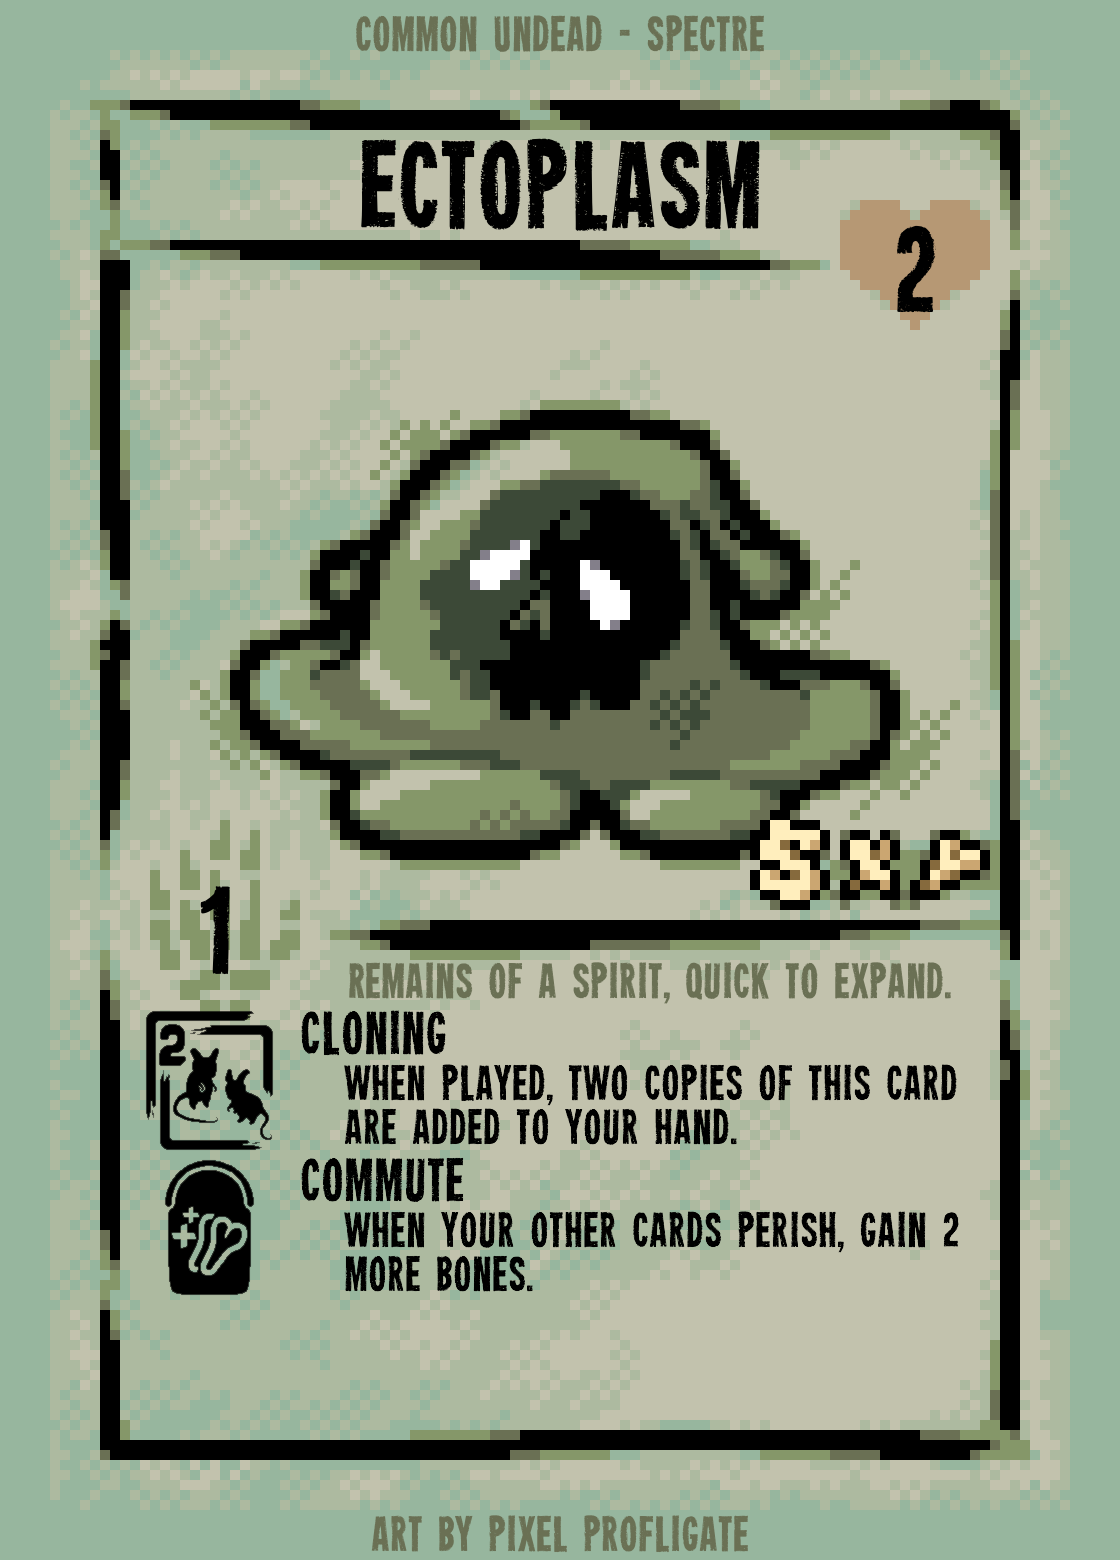 COMMON UNDEAD - SPECTRE
ECTOPLASM
2
5 X
1
REMAINS OF A SPIRIT, QUICK TO EXPAND.
2
CLONING
WHEN PLAYED, TWO COPIES OF THIS CARD
ARE ADDED TO YOUR HAND.
COMMUTE
WHEN YOUR OTHER CARDS PERISH, GAIN 2
MORE BONES.
ART BY PIXEL PROFLIGATE